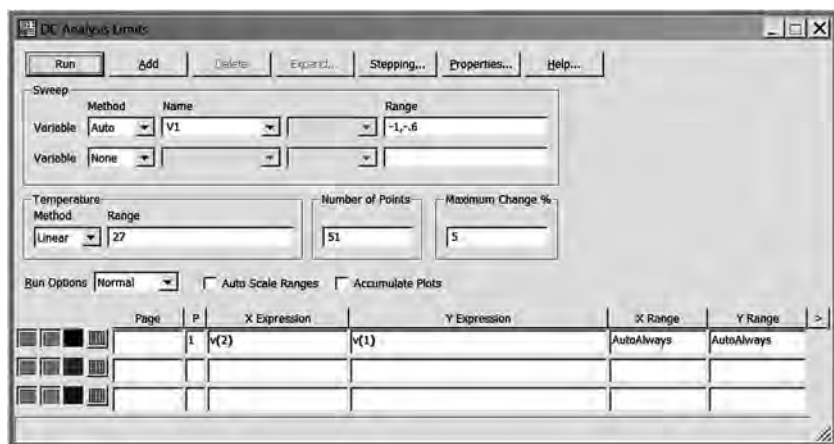 DC Analysis Limits
Run Add Delete Expand... Stepping... Properties... Help...
Sweep
Method Name Range
Variable Auto V1 -1,-.6
Variable None
Temperature Number of Points Maximum Change %
Method Range
Linear 27 51 5
Run Options Normal Auto Scale Ranges Accumulate Plots
Page P X Expression Y Expression X Range Y Range >
1 v(2) v(1) AutoAlways AutoAlways